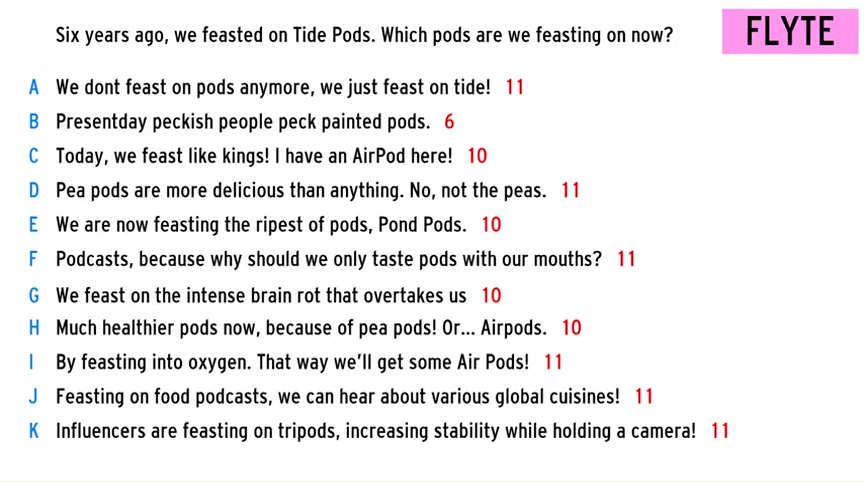 Six years ago, we feasted on Tide Pods. Which pods are we feasting on now?
FLYTE
A We dont feast on pods anymore, we just feast on tide! 11
B Presentday peckish people peck painted pods. 6
C Today, we feast like kings! I have an AirPod here! 10
D Pea pods are more delicious than anything. No, not the peas. 11
E We are now feasting the ripest of pods, Pond Pods. 10
F Podcasts, because why should we only taste pods with our mouths? 11
G We feast on the intense brain rot that overtakes us 10
H Much healthier pods now, because of pea pods! Or... Airpods. 10
I By feasting into oxygen. That way we'll get some Air Pods! 11
J Feasting on food podcasts, we can hear about various global cuisines! 11
K Influencers are feasting on tripods, increasing stability while holding a camera! 11